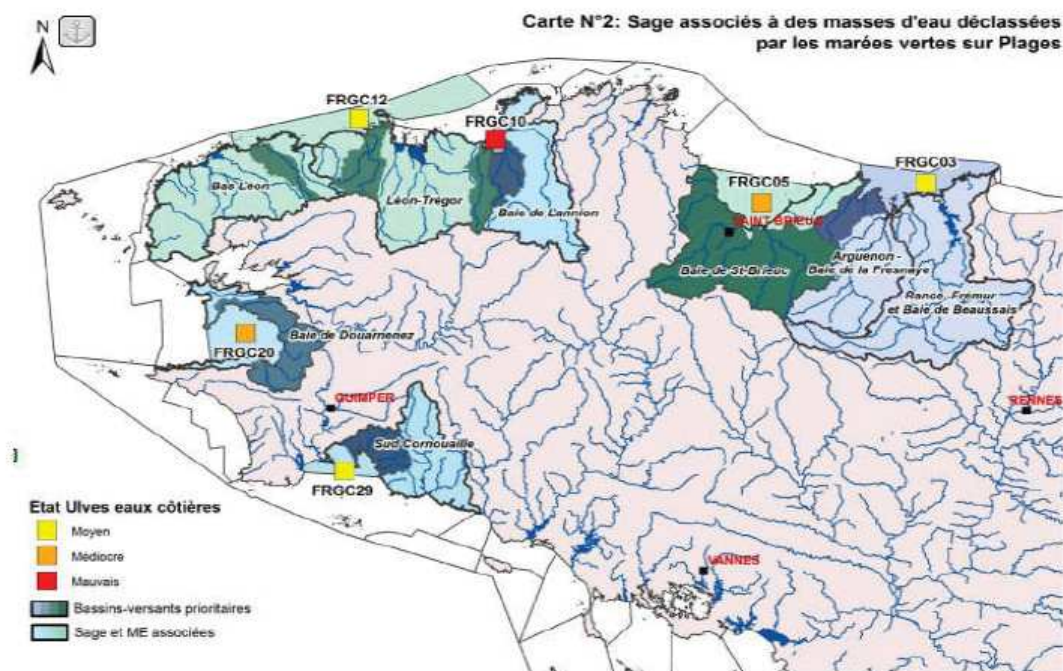 N
Carte N°2: Sage associés à des masses d'eau déclassées
par les marées vertes sur Plages
FRGC12
FRGC10
FRGC03
FRGC05
Bas Léon
Léon-Trégor
Baie de Lannion
SAINT-BRIEUC
Baie de St-Brieuc
Arguenon -
Baie de la Fresnaye
Rance, Frémur
et Baie de Beaussais
Baie de Douarnenez
FRGC20
QUIMPER
RENNES
Sud Cornouaille
FRGC29
VANNES
Etat Ulves eaux côtières
Moyen
Médiocre
Mauvais
Bassins-versants prioritaires
Sage et ME associées